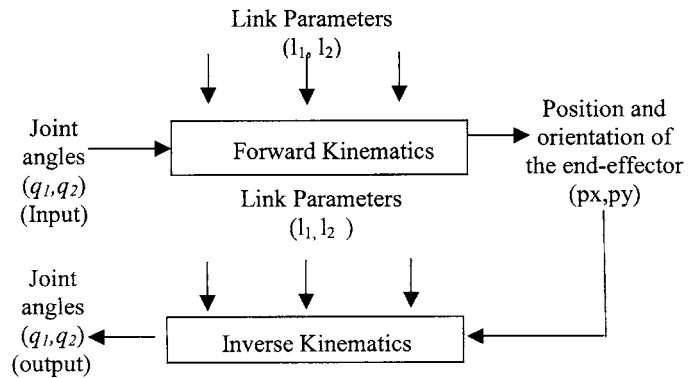 Link Parameters
(l₁, l₂)
Joint
angles
(q₁,q₂)
(Input)
Forward Kinematics
Position and
orientation of
the end-effector
(px,py)
Link Parameters
(l₁, l₂ )
Joint
angles
(q₁,q₂)
(output)
Inverse Kinematics